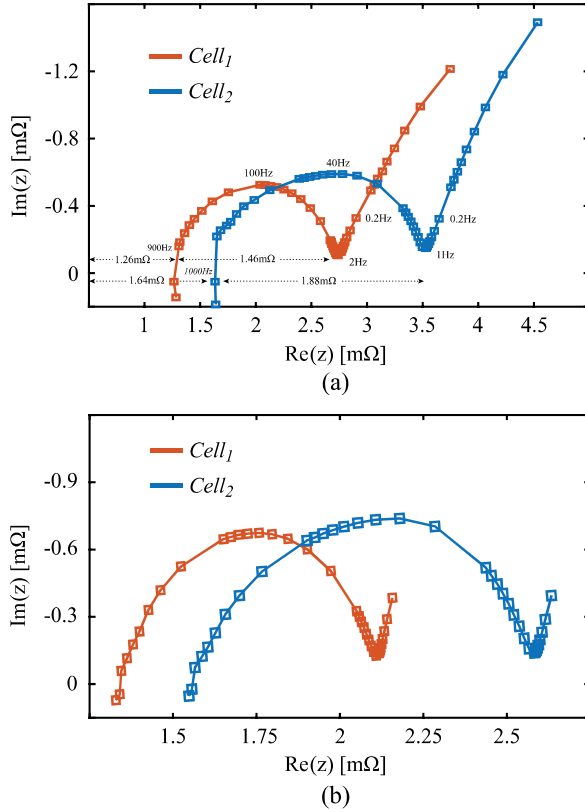 Cell1
Cell2
-1.2
-0.8
-0.4
0
Im(z) [mΩ]
100Hz
40Hz
900Hz
0.2Hz
0.2Hz
1.26mΩ
1.46mΩ
2Hz
1Hz
1.64mΩ
1000Hz
1.88mΩ
1 1.5 2 2.5 3 3.5 4 4.5
Re(z) [mΩ]
(a)
Cell1
Cell2
-0.9
-0.6
-0.3
0
Im(z) [mΩ]
1.5 1.75 2 2.25 2.5
Re(z) [mΩ]
(b)